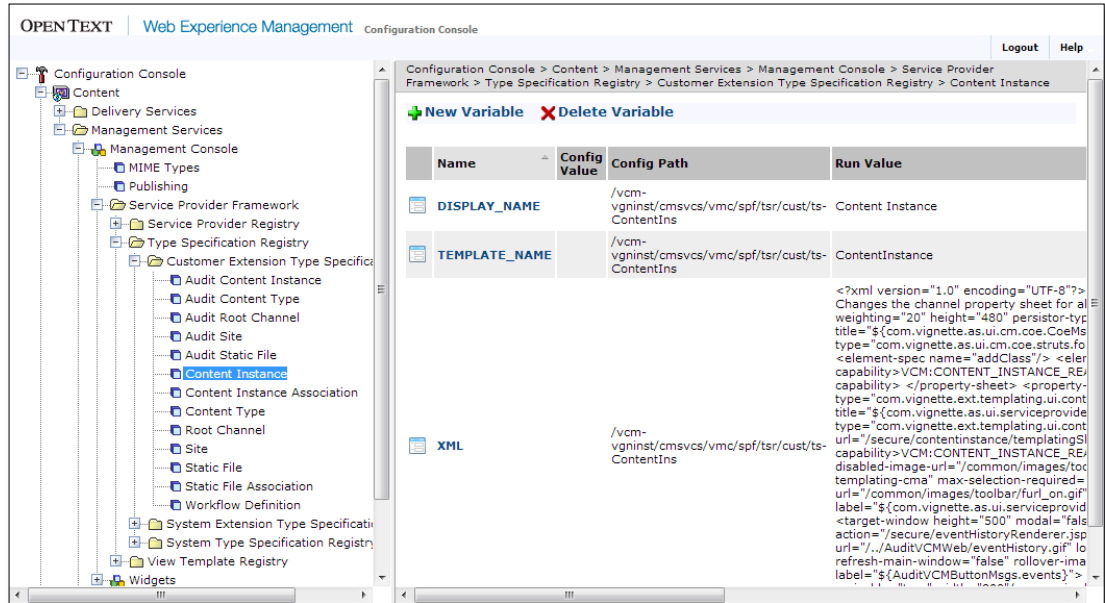 OPENTEXT | Web Experience Management Configuration Console
Logout Help
Configuration Console
Content
Delivery Services
Management Services
Management Console
MIME Types
Publishing
Service Provider Framework
Service Provider Registry
Type Specification Registry
Customer Extension Type Specifica
Audit Content Instance
Audit Content Type
Audit Root Channel
Audit Site
Audit Static File
Content Instance
Content Instance Association
Content Type
Root Channel
Site
Static File
Static File Association
Workflow Definition
System Extension Type Specificati
System Type Specification Registry
View Template Registry
Widgets
Configuration Console > Content > Management Services > Management Console > Service Provider
Framework > Type Specification Registry > Customer Extension Type Specification Registry > Content Instance
New Variable Delete Variable
Name Config Value Config Path Run Value
DISPLAY_NAME
/vcm-
vgninst/cmsvcs/vmc/spf/tsr/cust/ts-
ContentIns
Content Instance
TEMPLATE_NAME
/vcm-
vgninst/cmsvcs/vmc/spf/tsr/cust/ts-
ContentIns
ContentInstance
XML
/vcm-
vgninst/cmsvcs/vmc/spf/tsr/cust/ts-
ContentIns
<?xml version="1.0" encoding="UTF-8"?>
Changes the channel property sheet for al
weighting="20" height="480" persistor-typ
title="${com.vignette.as.ui.cm.coe.CoeMs
type="com.vignette.as.ui.cm.coe.struts.fo
<element-spec name="addClass"/> <eler
capability>VCM:CONTENT_INSTANCE_REA
capability> </property-sheet> <property-
type="com.vignette.ext.templating.ui.cont
title="${com.vignette.as.ui.serviceprovide
type="com.vignette.ext.templating.ui.cont
url="/secure/contentinstance/templatingSl
capability>VCM:CONTENT_INSTANCE_REA
disabled-image-url="/common/images/too
templating-cma" max-selection-required=
url="/common/images/toolbar/furl_on.gif"
label="${com.vignette.as.ui.serviceprovid
<target-window height="500" modal="fals
action="/secure/eventHistoryRenderer.jsp
url="/../AuditVCMWeb/eventHistory.gif" lo
refresh-main-window="false" rollover-ima
label="${AuditVCMButtonMsgs.events}">